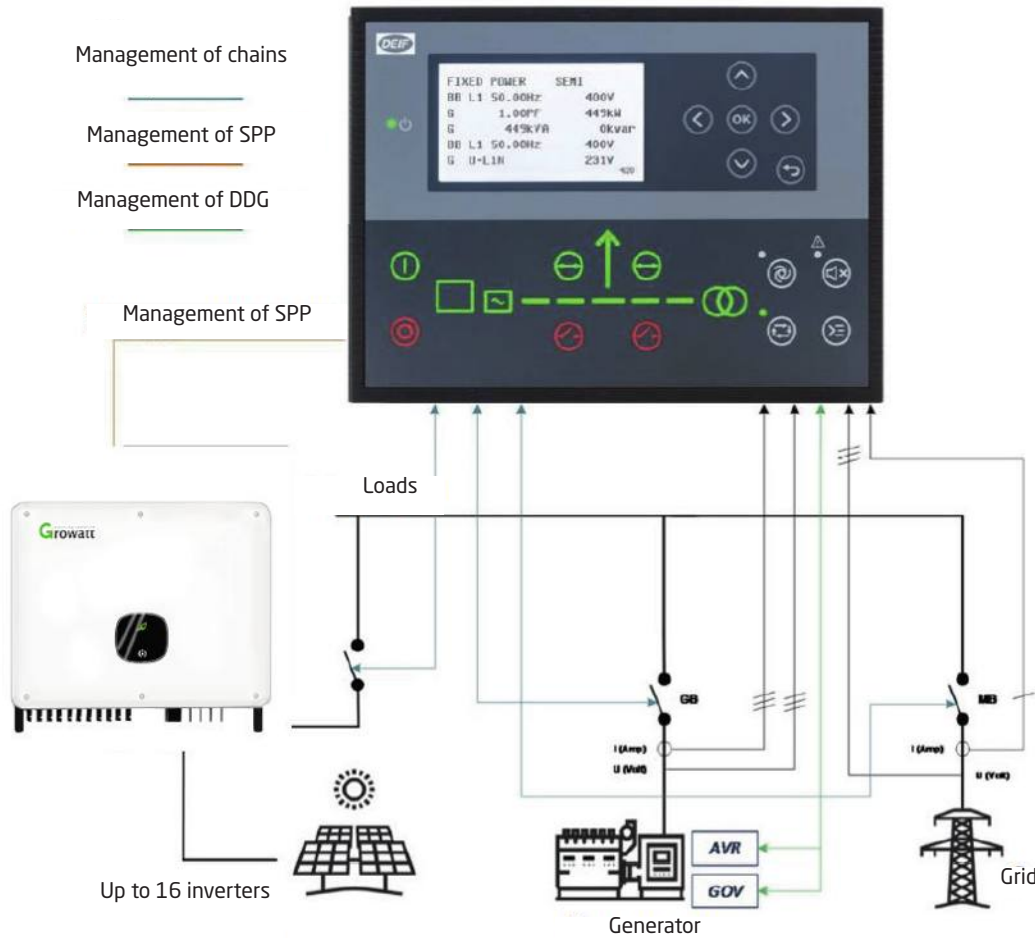 Management of chains
Management of SPP
Management of DDG
Management of SPP
DEIF
FIXED POWER SEMI
BB L1 50.00Hz 400V
G 1.00PF 449kW
G 449kVA 0kvar
BB L1 50.00Hz 400V
G U-L1N 231V
OK
Loads
Growatt
GB
MB
I (Amp)
I (Amp)
U (Volt)
U (Volt)
AVR
GOV
Up to 16 inverters
Generator
Grid